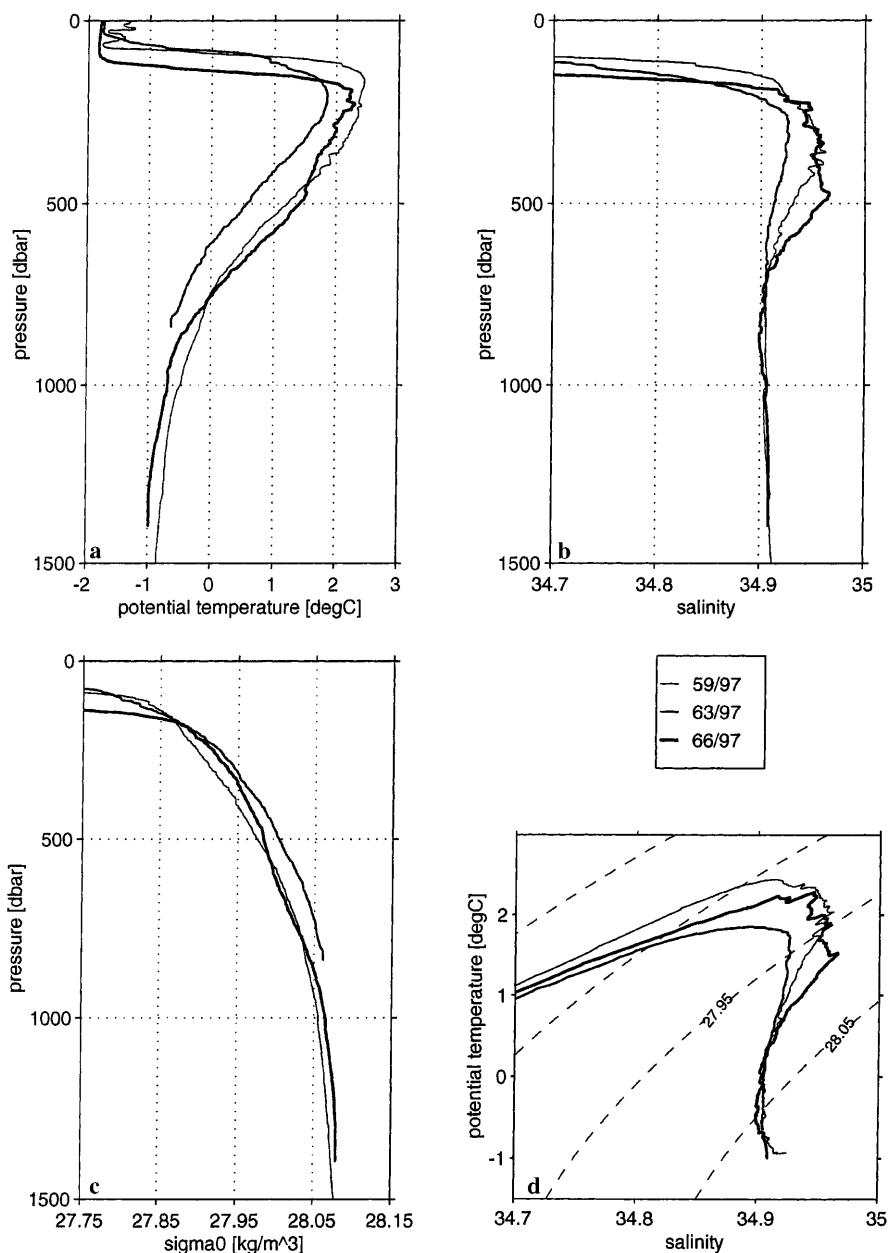 0
500
1000
1500
pressure [dbar]
a
-2 -1 0 1 2 3
potential temperature [degC]
0
500
1000
1500
pressure [dbar]
b
34.7 34.8 34.9 35
salinity
0
500
1000
1500
pressure [dbar]
c
27.75 27.85 27.95 28.05 28.15
sigma0 [kg/m^3]
59/97
63/97
66/97
2
1
0
-1
potential temperature [degC]
27.95
28.05
d
34.7 34.8 34.9 35
salinity